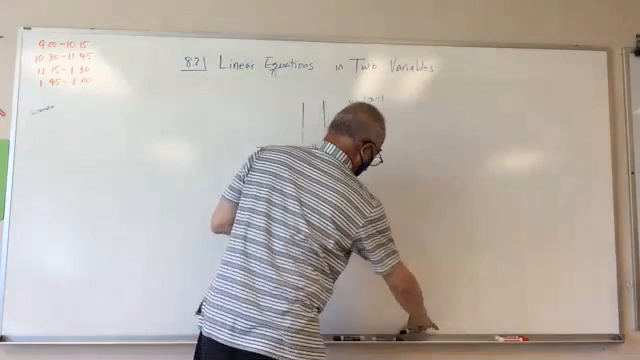 9 00-10 15
10 30-11 45
12 15-1 30
1 45-3 00
8.2 Linear Equations in Two Variables
x-1